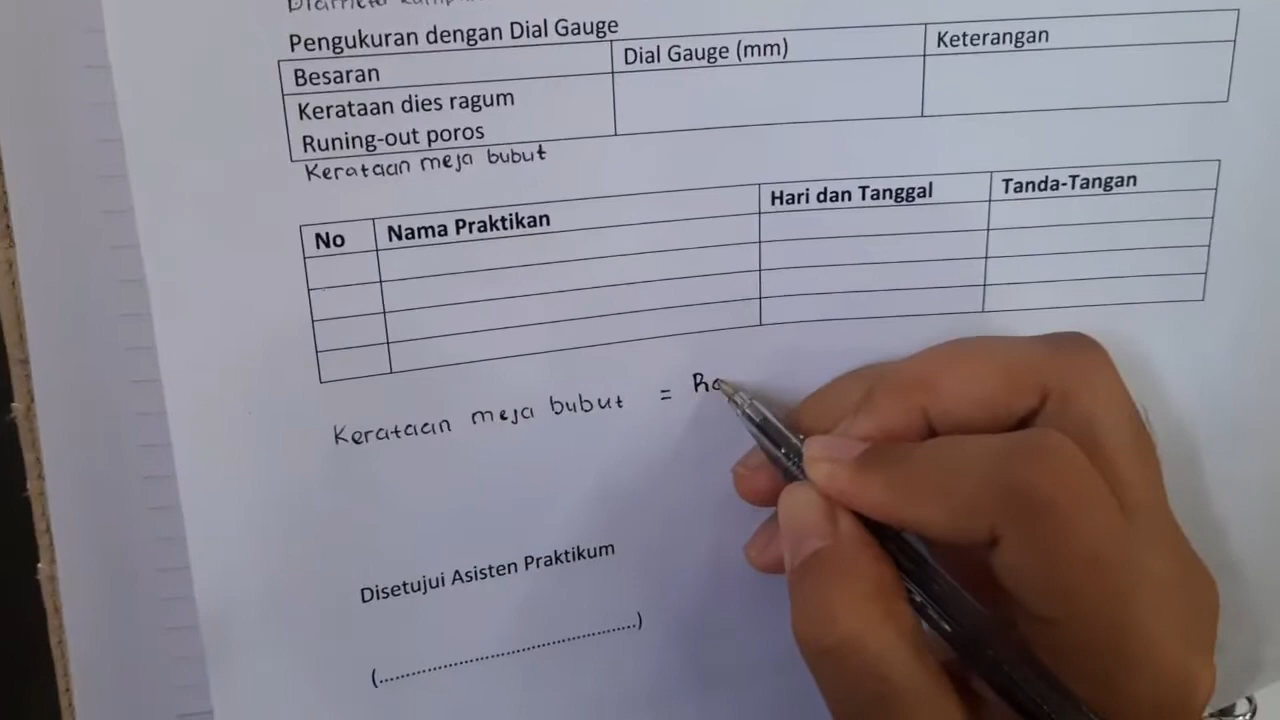 Pengukuran dengan Dial Gauge
Besaran Dial Gauge (mm) Keterangan
Kerataan dies ragum
Runing-out poros
Kerataan meja bubut
No Nama Praktikan Hari dan Tanggal Tanda-Tangan
Kerataan meja bubut =
Disetujui Asisten Praktikum
(..............................................)